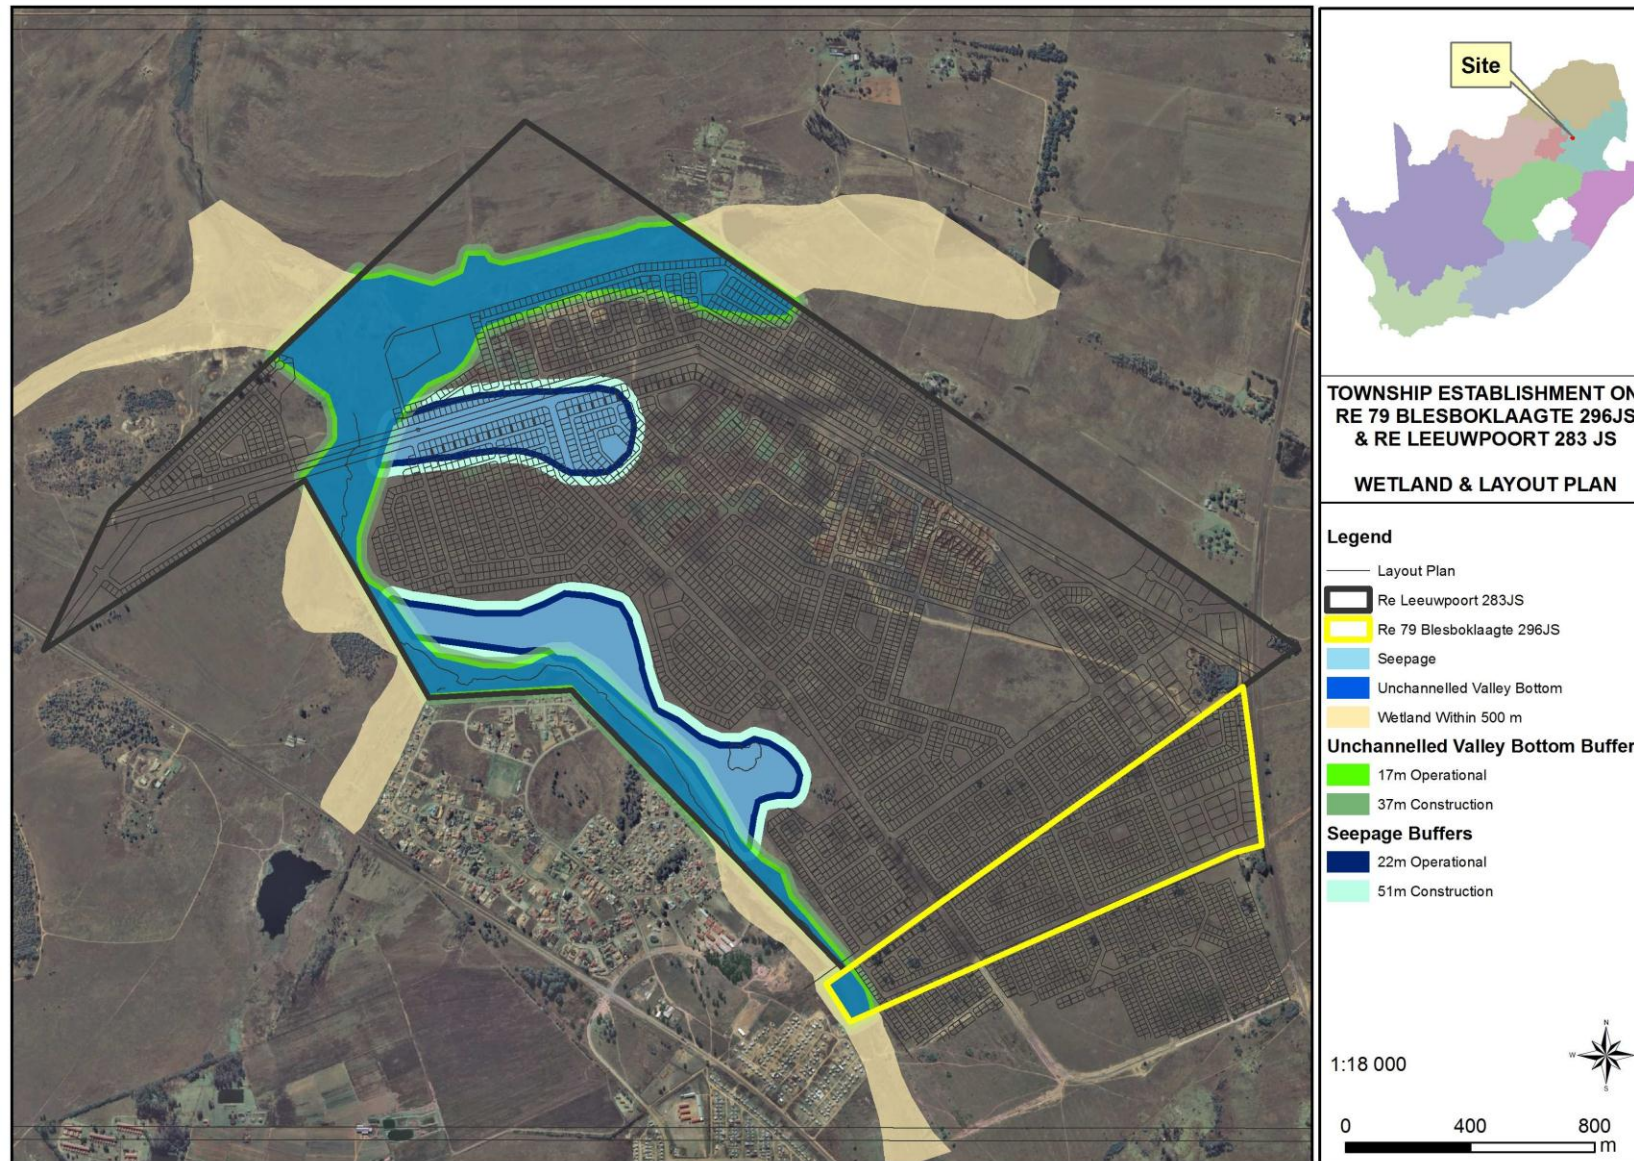 Site
TOWNSHIP ESTABLISHMENT ON
RE 79 BLESBOKLAAGTE 296JS
& RE LEEUWPOORT 283 JS
WETLAND & LAYOUT PLAN
Legend
Layout Plan
Re Leeuwpoort 283JS
Re 79 Blesboklaagte 296JS
Seepage
Unchannelled Valley Bottom
Wetland Within 500 m
Unchannelled Valley Bottom Buffer
17m Operational
37m Construction
Seepage Buffers
22m Operational
51m Construction
N
W
S
1:18 000
0 400 800
m